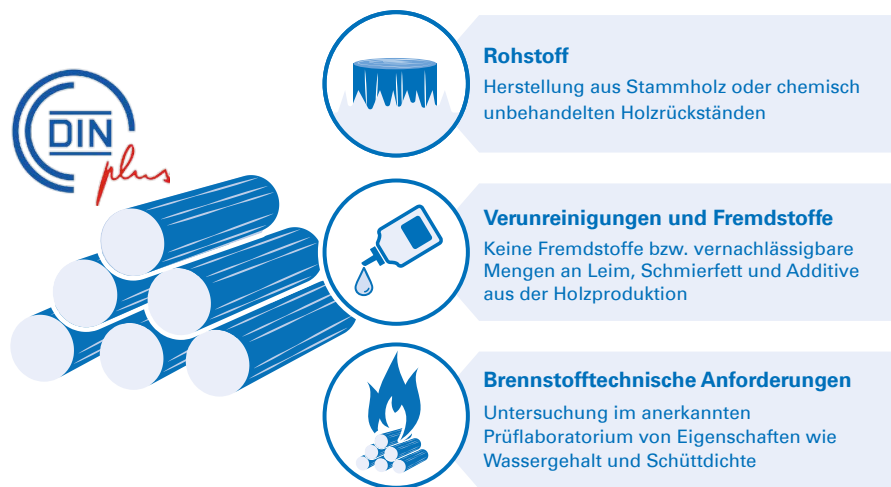 DIN
plus
Rohstoff
Herstellung aus Stammholz oder chemisch
unbehandelten Holzrückständen
Verunreinigungen und Fremdstoffe
Keine Fremdstoffe bzw. vernachlässigbare
Mengen an Leim, Schmierfett und Additive
aus der Holzproduktion
Brennstofftechnische Anforderungen
Untersuchung im anerkannten
Prüflaboratorium von Eigenschaften wie
Wassergehalt und Schüttdichte